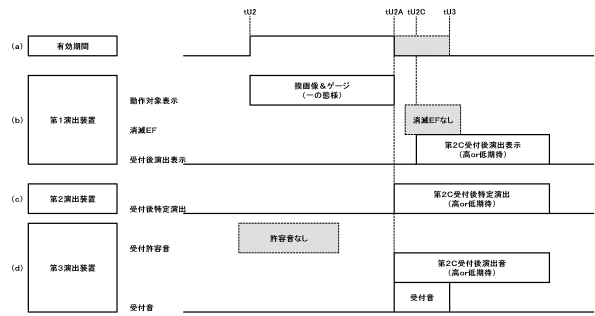 tU2
tU2A
tU2C
tU3
(a)
有効期間
(b)
第1演出装置
動作対象表示
操画像&ゲージ
(一の態様)
消滅EF
消滅EFなし
受付後演出表示
第2C受付後演出表示
(高or低期待)
(c)
第2演出装置
受付後特定演出
第2C受付後特定演出
(高or低期待)
(d)
第3演出装置
受付許容音
許容音なし
第2C受付後演出音
(高or低期待)
受付音
受付音